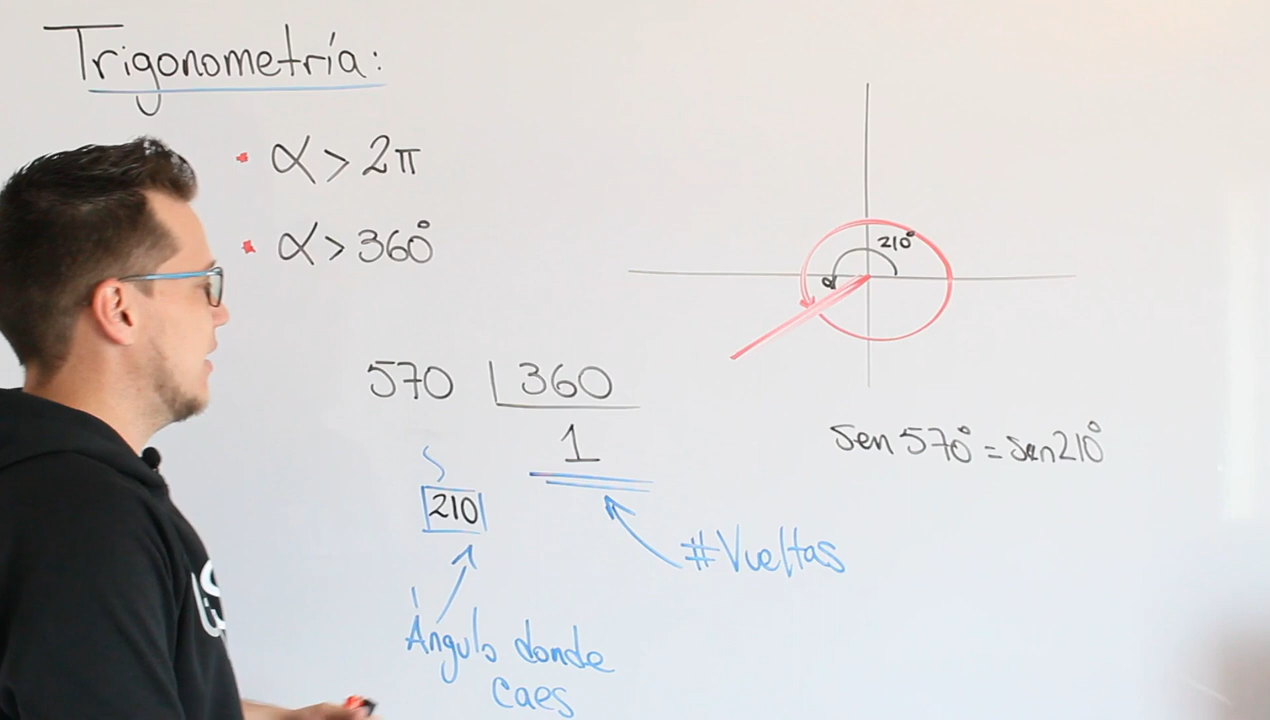 Trigonometría:
• α > 2π
• α > 360°
210°
570 360
1
210
sen 570° = sen 210°
#Vueltas
Ángulo donde
caes